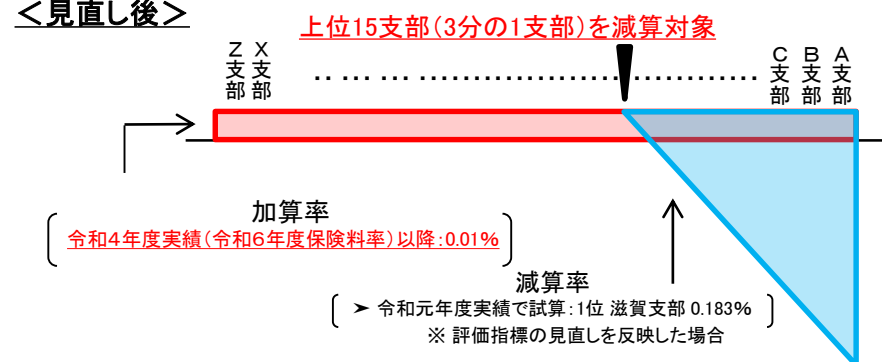 ＜見直し後＞
上位15支部（3分の1支部）を減算対象
Z支部
X支部
‥ … … ………………………………
C支部
B支部
A支部
加算率
令和４年度実績（令和６年度保険料率）以降：0.01％
減算率
➤ 令和元年度実績で試算：1位 滋賀支部 0.183％
※ 評価指標の見直しを反映した場合